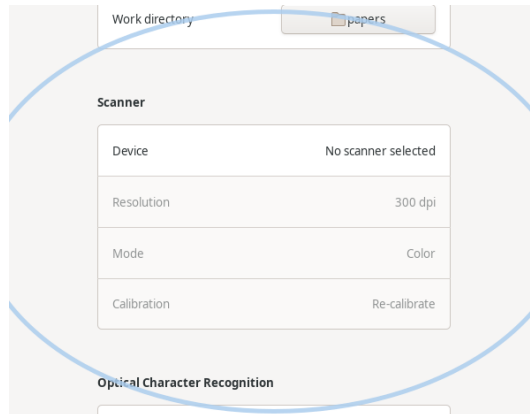 Work directory papers
Scanner
Device No scanner selected
Resolution 300 dpi
Mode Color
Calibration Re-calibrate
Optical Character Recognition